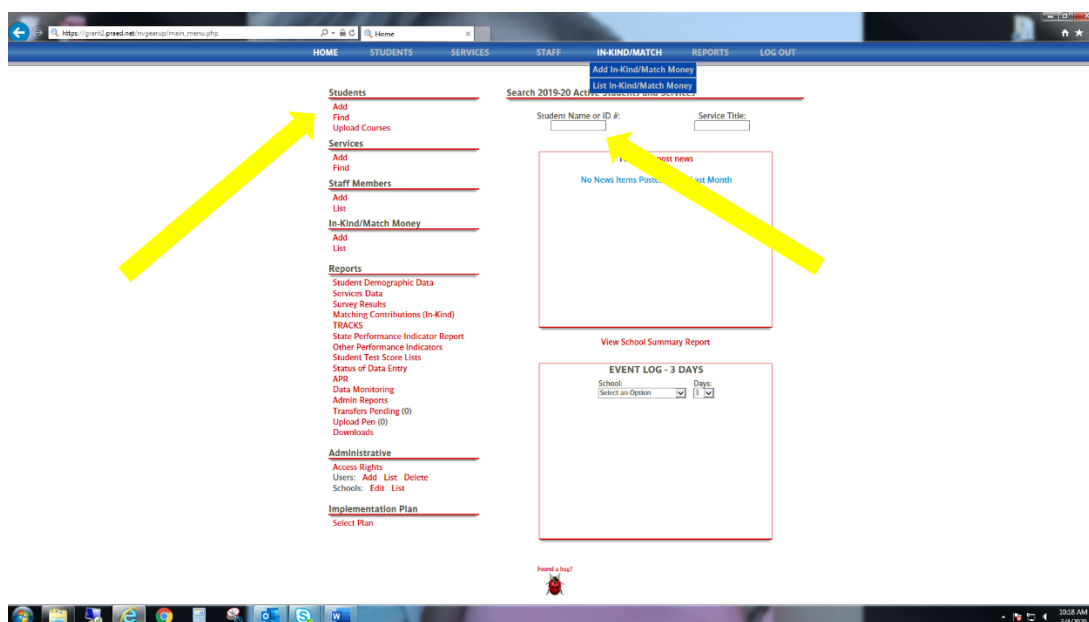 https://grant2.praed.net/nvgearup/main_menu.php
Home
HOME STUDENTS SERVICES STAFF IN-KIND/MATCH REPORTS LOG OUT
Add In-Kind/Match Money
List In-Kind/Match Money
Students
Add
Find
Upload Courses
Services
Add
Find
Staff Members
Add
List
In-Kind/Match Money
Add
List
Reports
Student Demographic Data
Services Data
Survey Results
Matching Contributions (In-Kind)
TRACKS
State Performance Indicator Report
Other Performance Indicators
Student Test Score Lists
Status of Data Entry
APR
Data Monitoring
Admin Reports
Transfers Pending (0)
Upload Pen (0)
Downloads
Administrative
Access Rights
Users: Add List Delete
Schools: Edit List
Implementation Plan
Select Plan
Search 2019-20 Active Students and Services
Student Name or ID #: Service Title:
post news
No News Items Posted Last Month
View School Summary Report
EVENT LOG - 3 DAYS
School: Days:
Select an Option 3
Found a bug?
10:18 AM